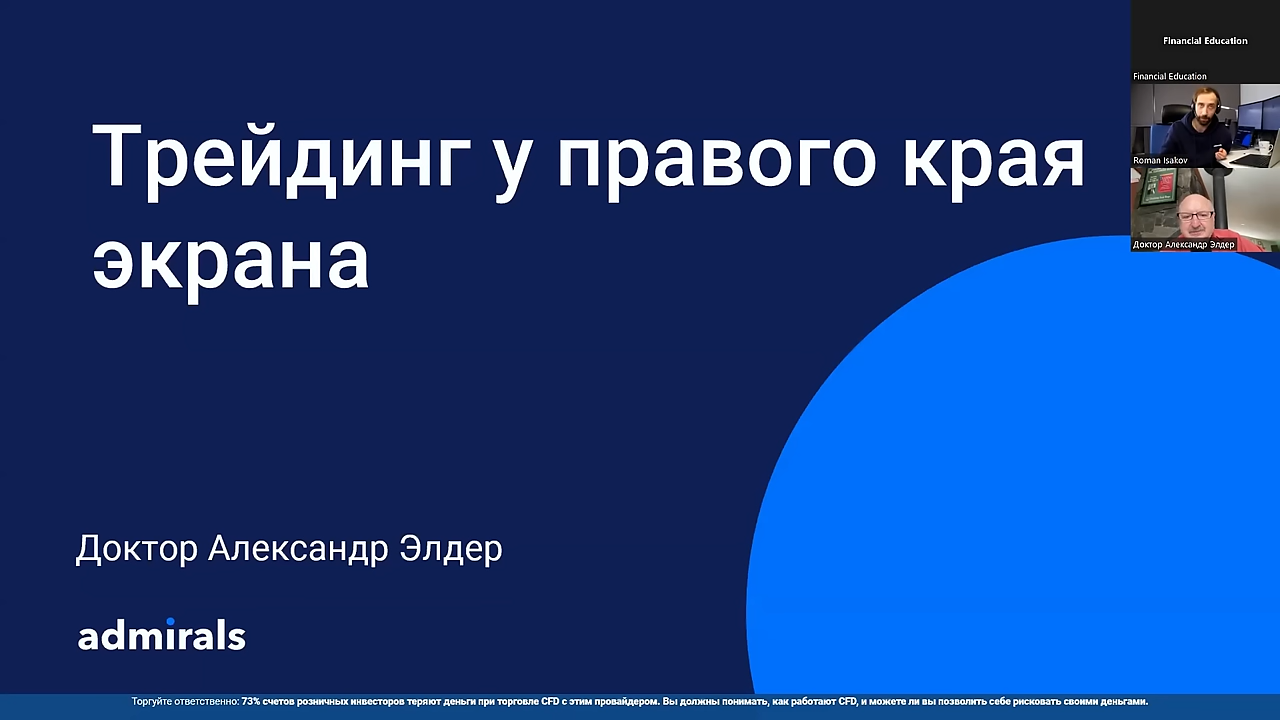 Трейдинг у правого края
экрана
Доктор Александр Элдер
admirals
Financial Education
Financial Education
Roman Isakov
Доктор Александр Элдер
Торгуйте ответственно: 73% счетов розничных инвесторов теряют деньги при торговле CFD с этим провайдером. Вы должны понимать, как работают CFD, и можете ли вы позволить себе рисковать своими деньгами.